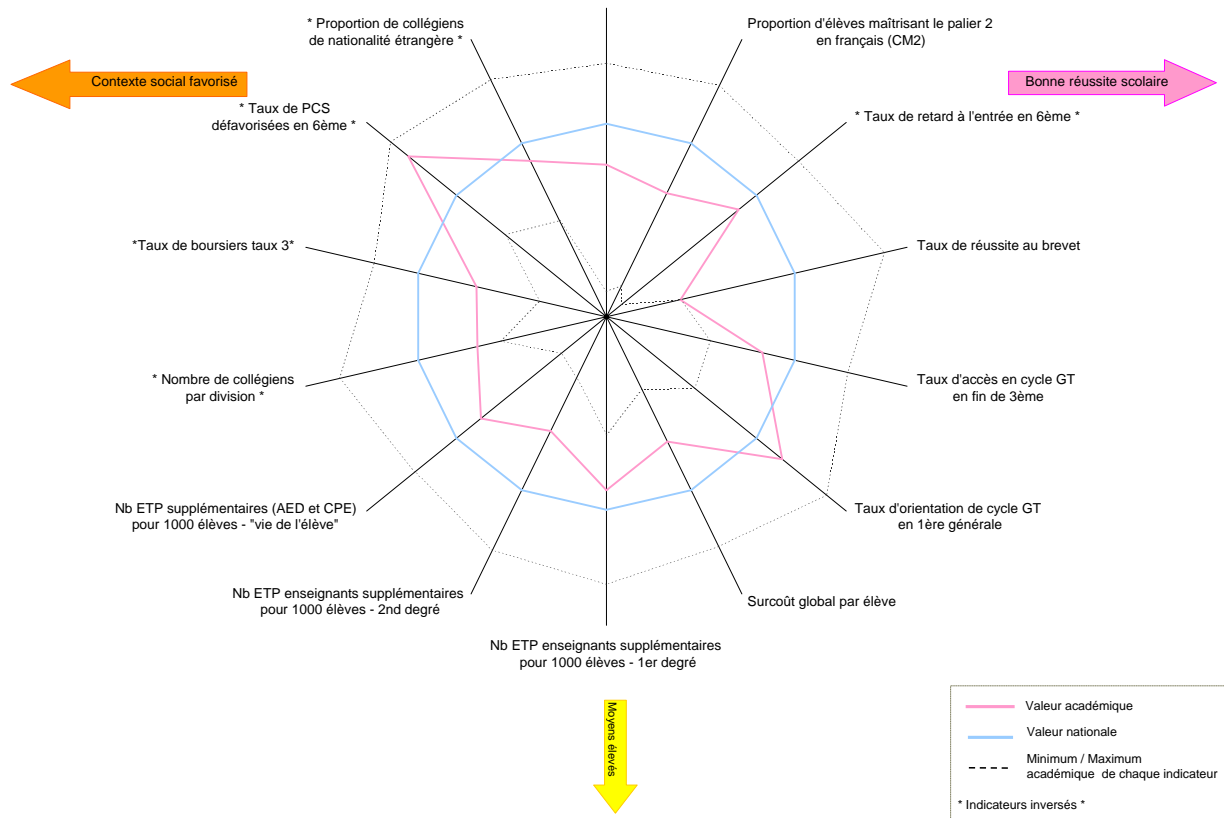 * Proportion de collégiens
de nationalité étrangère *
Proportion d'élèves maîtrisant le palier 2
en français (CM2)
Contexte social favorisé
Bonne réussite scolaire
* Taux de PCS
défavorisées en 6ème *
* Taux de retard à l'entrée en 6ème *
*Taux de boursiers taux 3*
Taux de réussite au brevet
* Nombre de collégiens
par division *
Taux d'accès en cycle GT
en fin de 3ème
Nb ETP supplémentaires (AED et CPE)
pour 1000 élèves - "vie de l'élève"
Taux d'orientation de cycle GT
en 1ère générale
Nb ETP enseignants supplémentaires
pour 1000 élèves - 2nd degré
Surcoût global par élève
Nb ETP enseignants supplémentaires
pour 1000 élèves - 1er degré
Moyens élevés
Valeur académique
Valeur nationale
Minimum / Maximum
académique de chaque indicateur
* Indicateurs inversés *